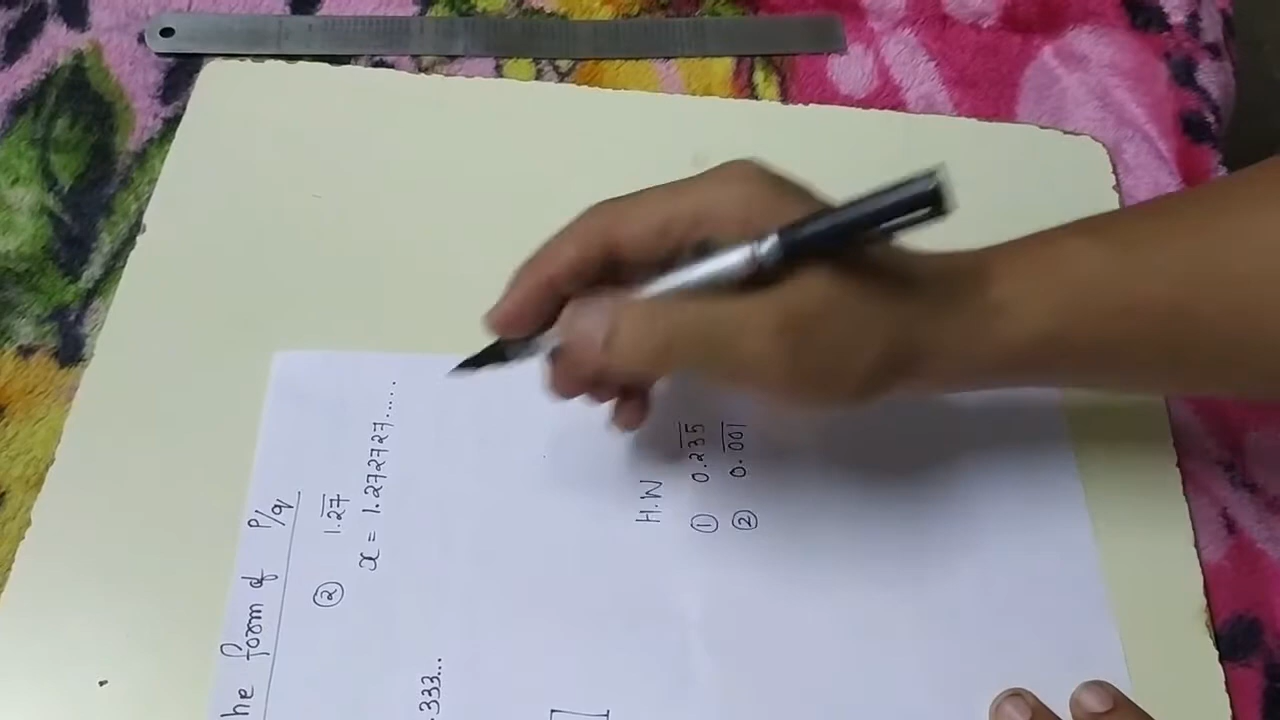 he form of P/q
② 1.2̅7̅
x = 1.272727......
.333...
H.W
① 0.23̅5̅
② 0.0̅0̅1̅